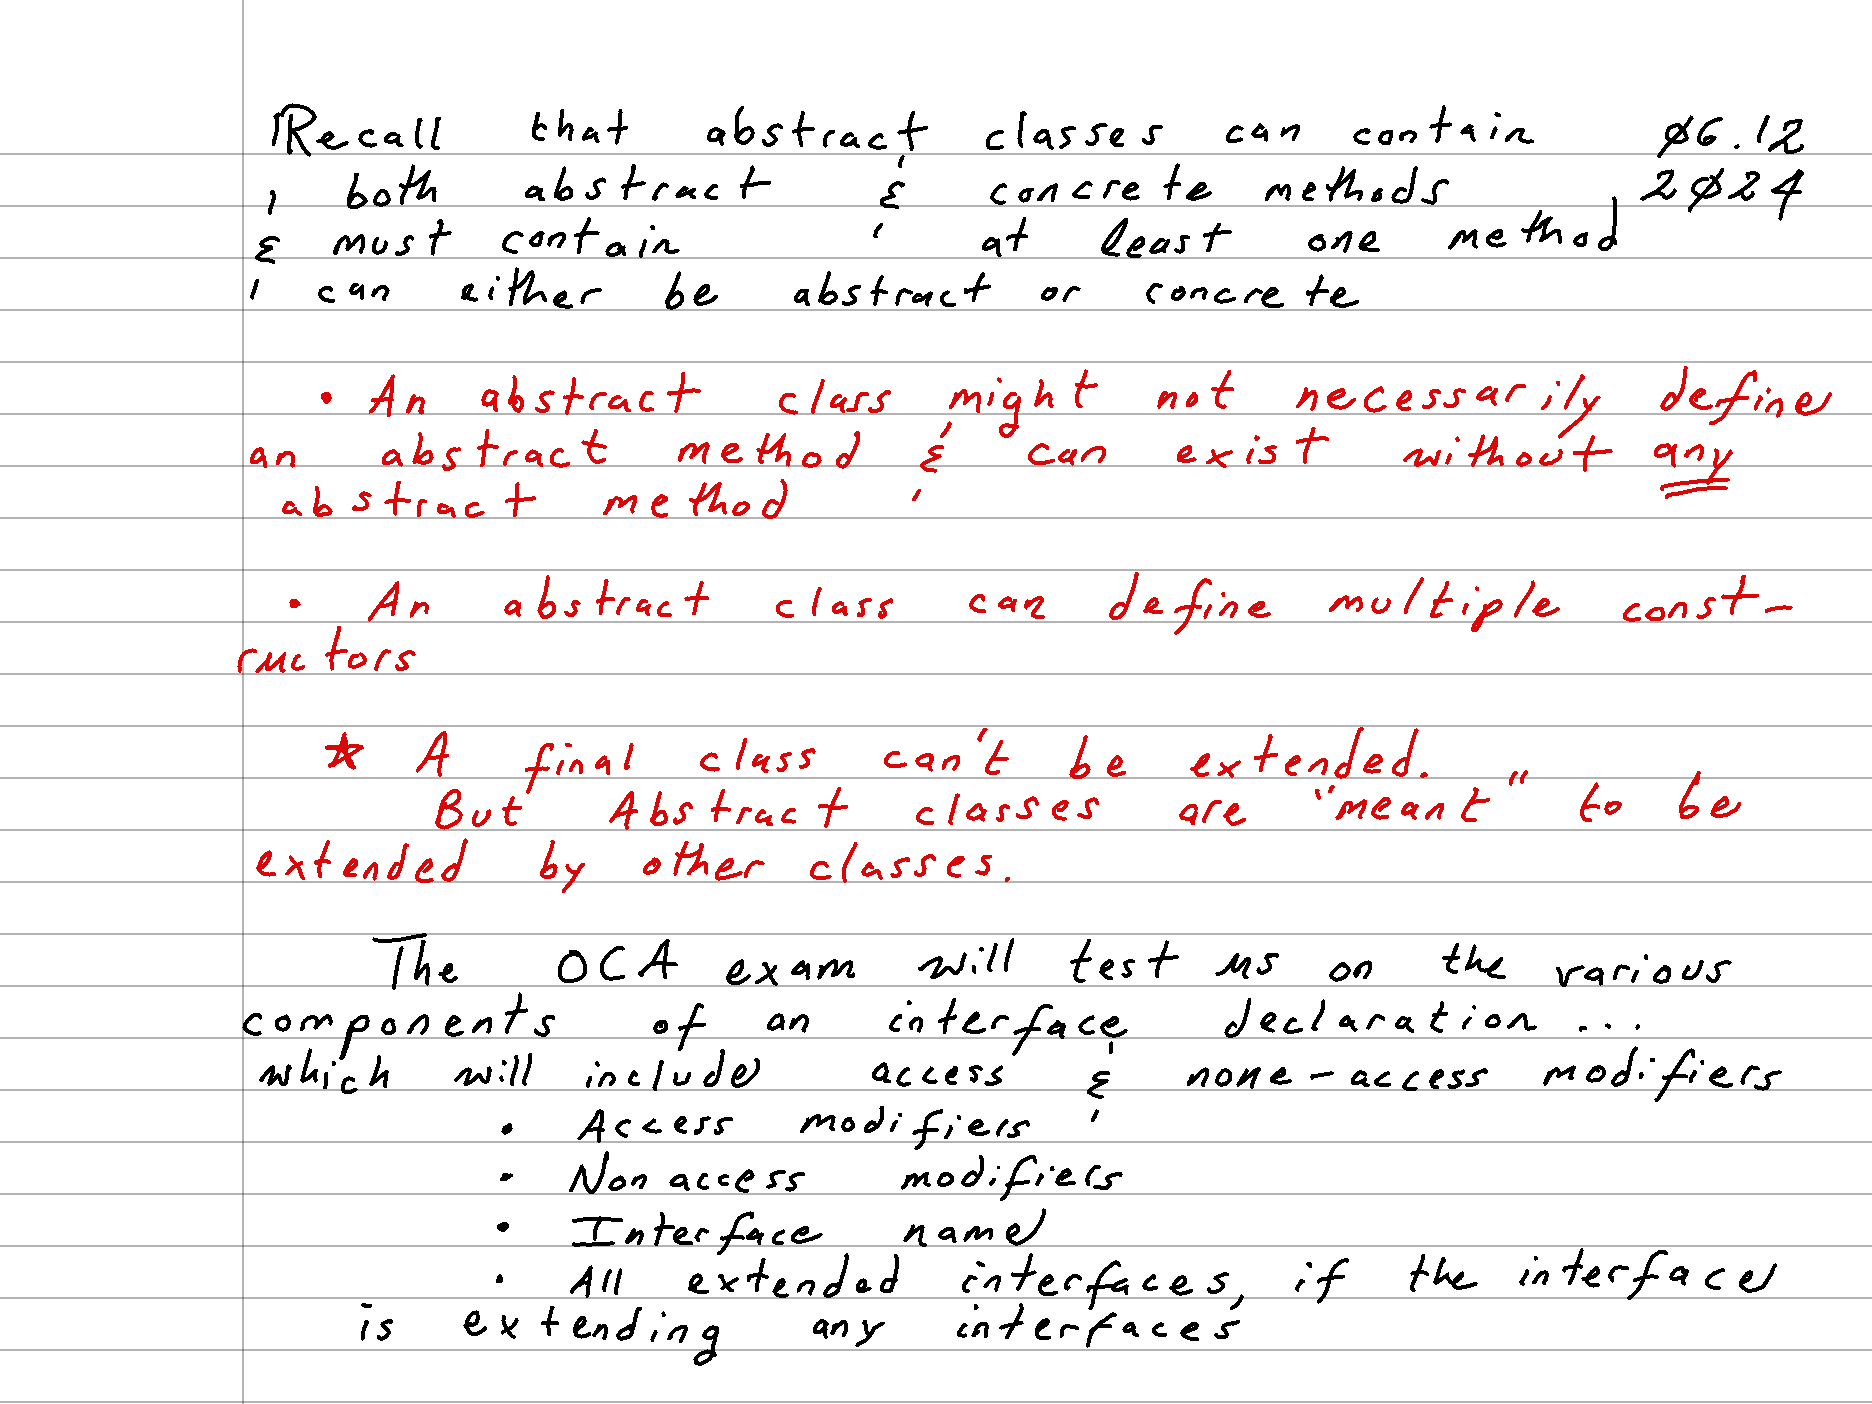 Recall that abstract classes can contain Ø6.12
both abstract & concrete methods 2Ø24
& must contain at least one method
can either be abstract or concrete
• An abstract class might not necessarily define
an abstract method & can exist without any
abstract method
• An abstract class can define multiple const-
ructors
☆ A final class can't be extended.
But Abstract classes are "meant" to be
extended by other classes.
The OCA exam will test us on the various
components of an interface declaration ...
which will include access & none-access modifiers
• Access modifiers
• Nonaccess modifiers
• Interface name
• All extended interfaces, if the interface
is extending any interfaces